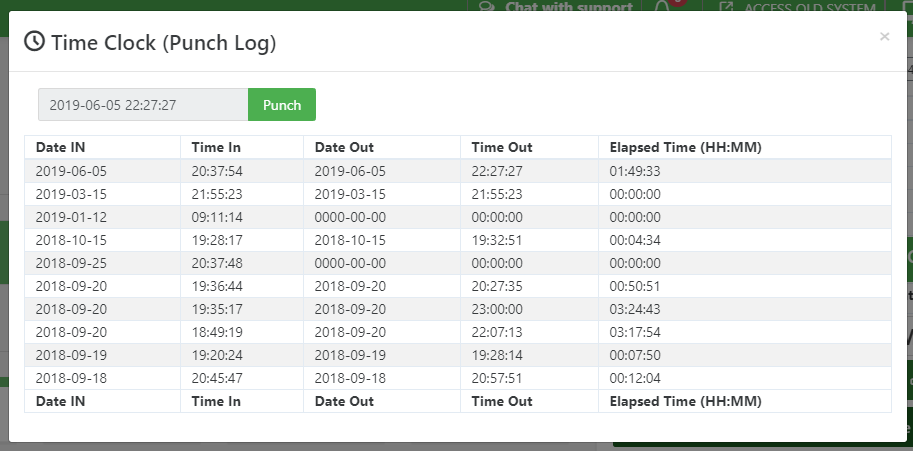 Chat with support
ACCESS OLD SYSTEM
Time Clock (Punch Log)
×
2019-06-05 22:27:27 Punch
Date IN Time In Date Out Time Out Elapsed Time (HH:MM)
2019-06-05 20:37:54 2019-06-05 22:27:27 01:49:33
2019-03-15 21:55:23 2019-03-15 21:55:23 00:00:00
2019-01-12 09:11:14 0000-00-00 00:00:00 00:00:00
2018-10-15 19:28:17 2018-10-15 19:32:51 00:04:34
2018-09-25 20:37:48 0000-00-00 00:00:00 00:00:00
2018-09-20 19:36:44 2018-09-20 20:27:35 00:50:51
2018-09-20 19:35:17 2018-09-20 23:00:00 03:24:43
2018-09-20 18:49:19 2018-09-20 22:07:13 03:17:54
2018-09-19 19:20:24 2018-09-19 19:28:14 00:07:50
2018-09-18 20:45:47 2018-09-18 20:57:51 00:12:04
Date IN Time In Date Out Time Out Elapsed Time (HH:MM)